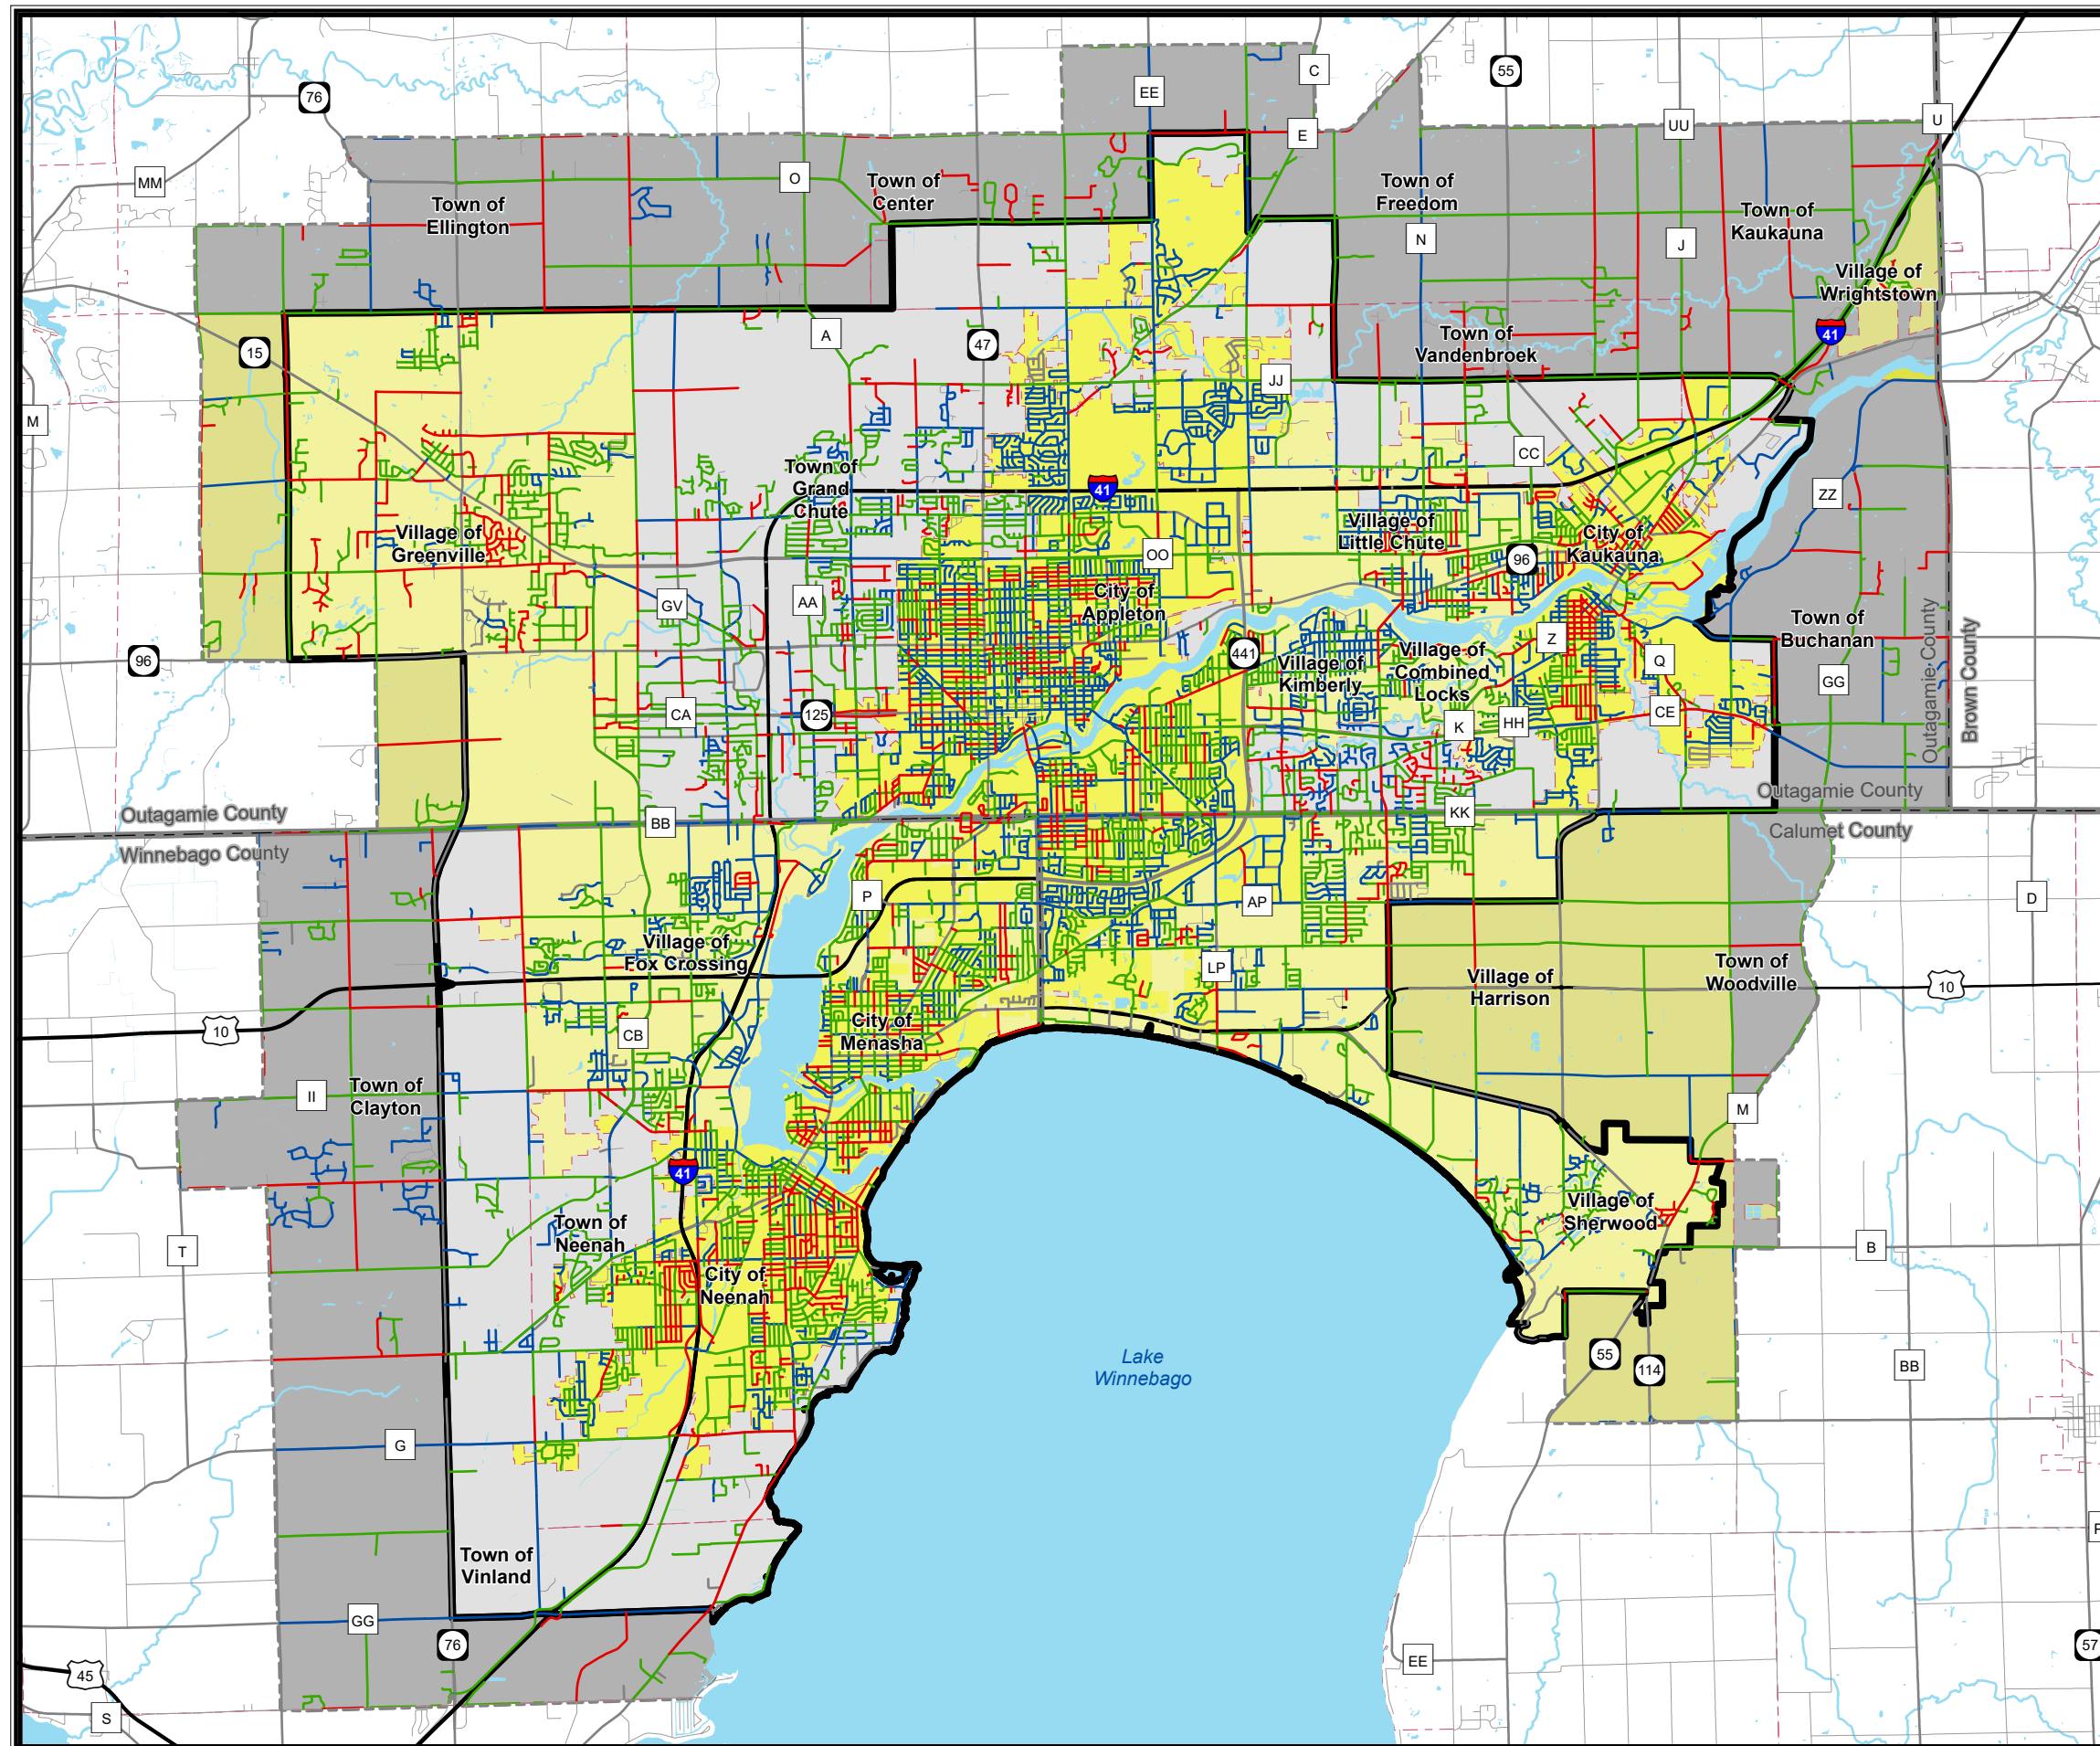 C
55
EE
76
U
UU
E
MM
O
Town of
Center
Town of
Freedom
Town of
Ellington
Town of
Kaukauna
N
J
Village of
Wrightstown
A
47
41
Town of
Vandenbroek
15
JJ
M
CC
Town of
Grand
Chute
41
ZZ
Village of
Little Chute
City of
Kaukauna
Village of
Greenville
OO
96
City of
Appleton
GV
AA
Town of
Buchanan
Z
96
441
Village of
Kimberly
Village of
Combined
Locks
Q
GG
Outagamie County
Brown County
CA
125
K
HH
CE
Outagamie County
Winnebago County
BB
KK
Outagamie County
Calumet County
P
AP
D
Village of
Fox Crossing
LP
Village of
Harrison
Town of
Woodville
10
10
City of
Menasha
CB
II
Town of
Clayton
M
41
Town of
Neenah
Village of
Sherwood
T
B
City of
Neenah
Lake
Winnebago
55
114
BB
G
F
Town of
Vinland
GG
76
EE
57
45
S